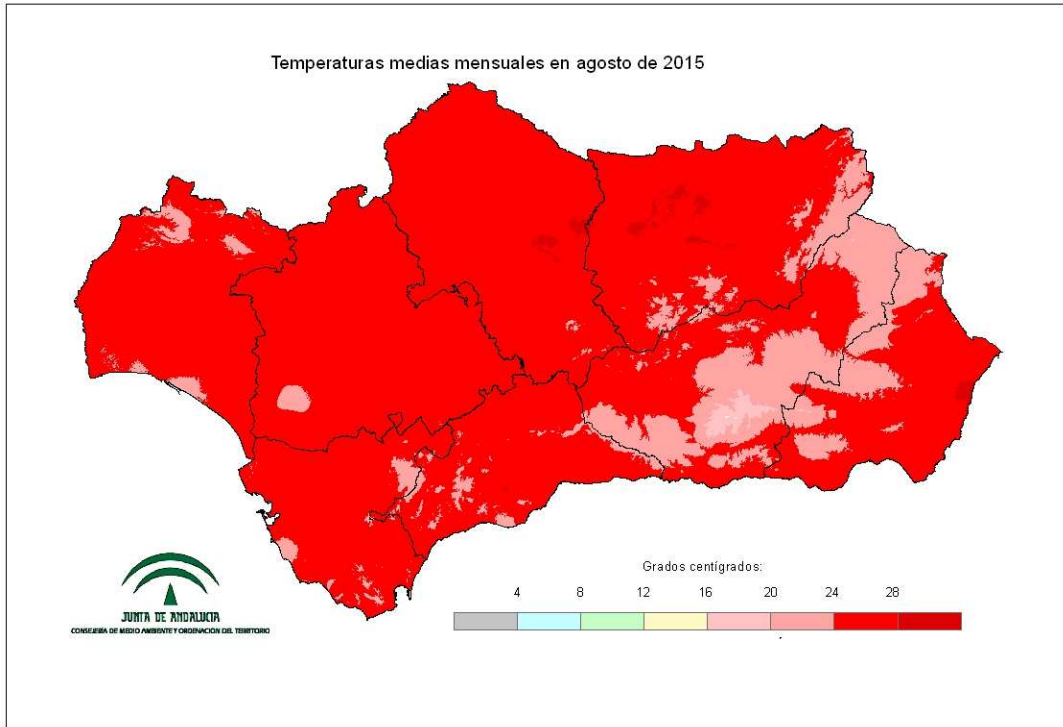 Temperaturas medias mensuales en agosto de 2015
Grados centígrados:
4 8 12 16 20 24 28
JUNTA DE ANDALUCIA
CONSEJERÍA DE MEDIO AMBIENTE Y ORDENACIÓN DEL TERRITORIO